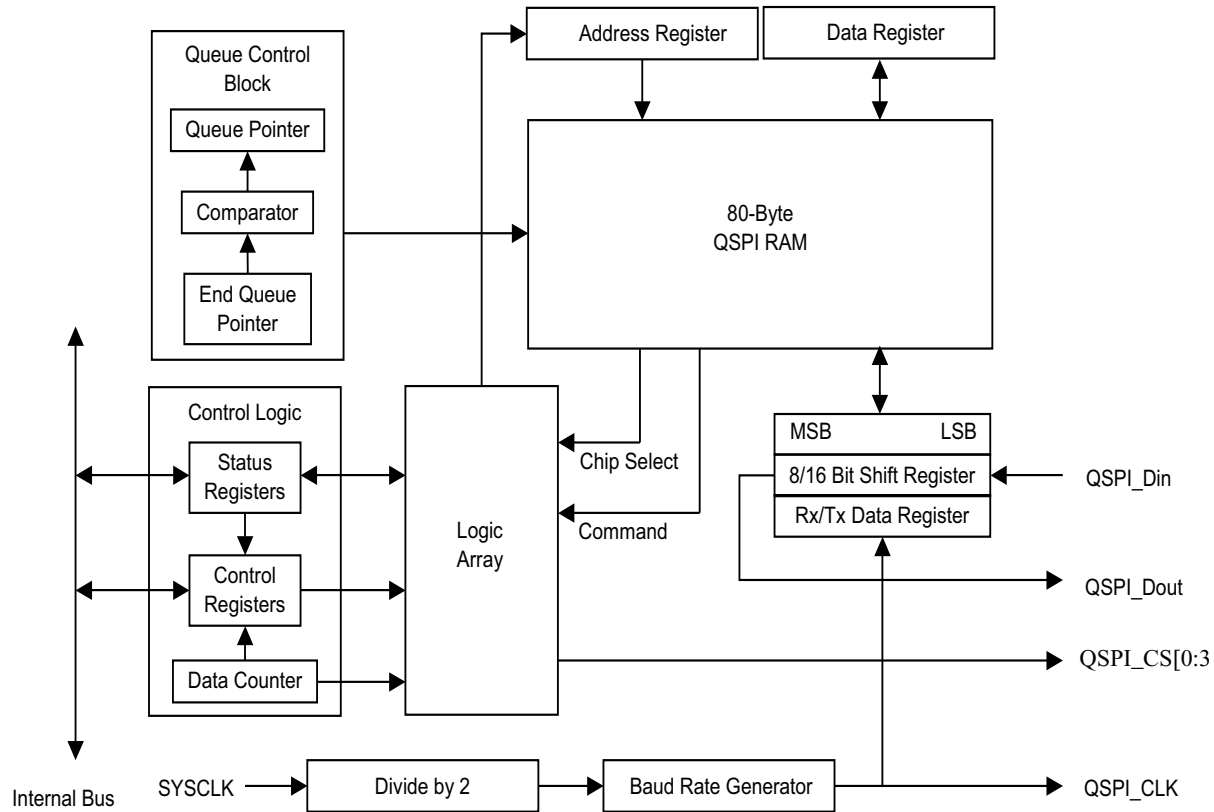 Queue Control
Block
Queue Pointer
Comparator
End Queue
Pointer
Address Register
Data Register
80-Byte
QSPI RAM
Control Logic
Status
Registers
Control
Registers
Data Counter
Logic
Array
Chip Select
Command
MSB LSB
8/16 Bit Shift Register
Rx/Tx Data Register
QSPI_Din
QSPI_Dout
QSPI_CS[0:3
Internal Bus
SYSCLK
Divide by 2
Baud Rate Generator
QSPI_CLK